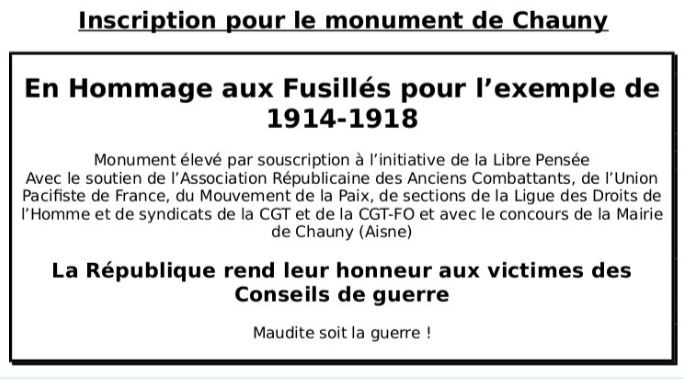 Inscription pour le monument de Chauny
En Hommage aux Fusillés pour l’exemple de
1914-1918
Monument élevé par souscription à l’initiative de la Libre Pensée
Avec le soutien de l’Association Républicaine des Anciens Combattants, de l’Union
Pacifiste de France, du Mouvement de la Paix, de sections de la Ligue des Droits de
l’Homme et de syndicats de la CGT et de la CGT-FO et avec le concours de la Mairie
de Chauny (Aisne)
La République rend leur honneur aux victimes des
Conseils de guerre
Maudite soit la guerre !